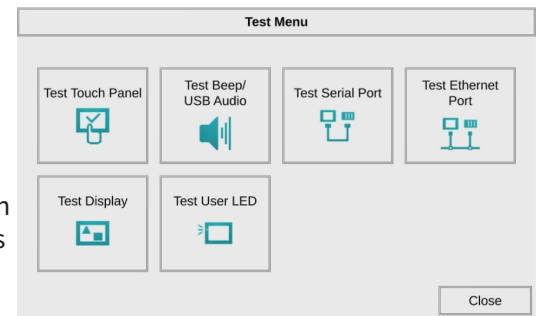 Test Menu
Test Touch Panel
Test Beep/
USB Audio
Test Serial Port
Test Ethernet
Port
Test Display
Test User LED
Close